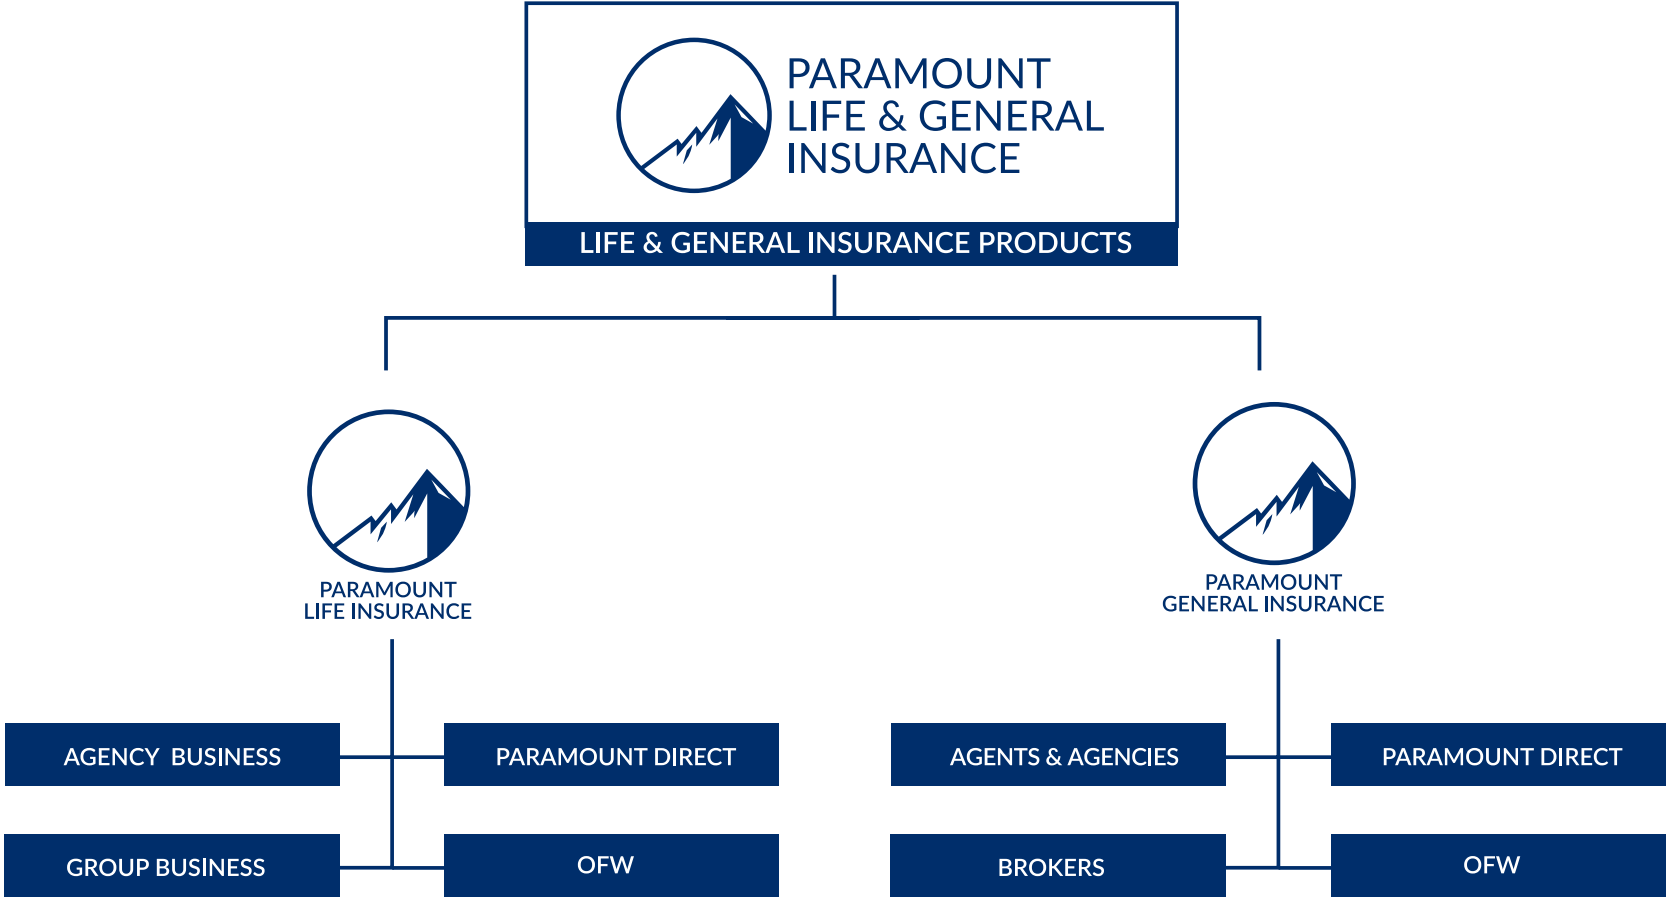 PARAMOUNT
LIFE & GENERAL
INSURANCE
LIFE & GENERAL INSURANCE PRODUCTS
PARAMOUNT
LIFE INSURANCE
PARAMOUNT
GENERAL INSURANCE
AGENCY BUSINESS
PARAMOUNT DIRECT
AGENTS & AGENCIES
PARAMOUNT DIRECT
GROUP BUSINESS
OFW
BROKERS
OFW